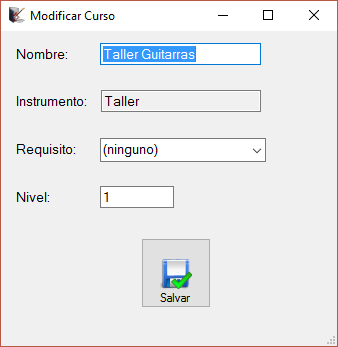 Modificar Curso
Nombre: Taller Guitarras
Instrumento: Taller
Requisito: (ninguno)
Nivel: 1
Salvar